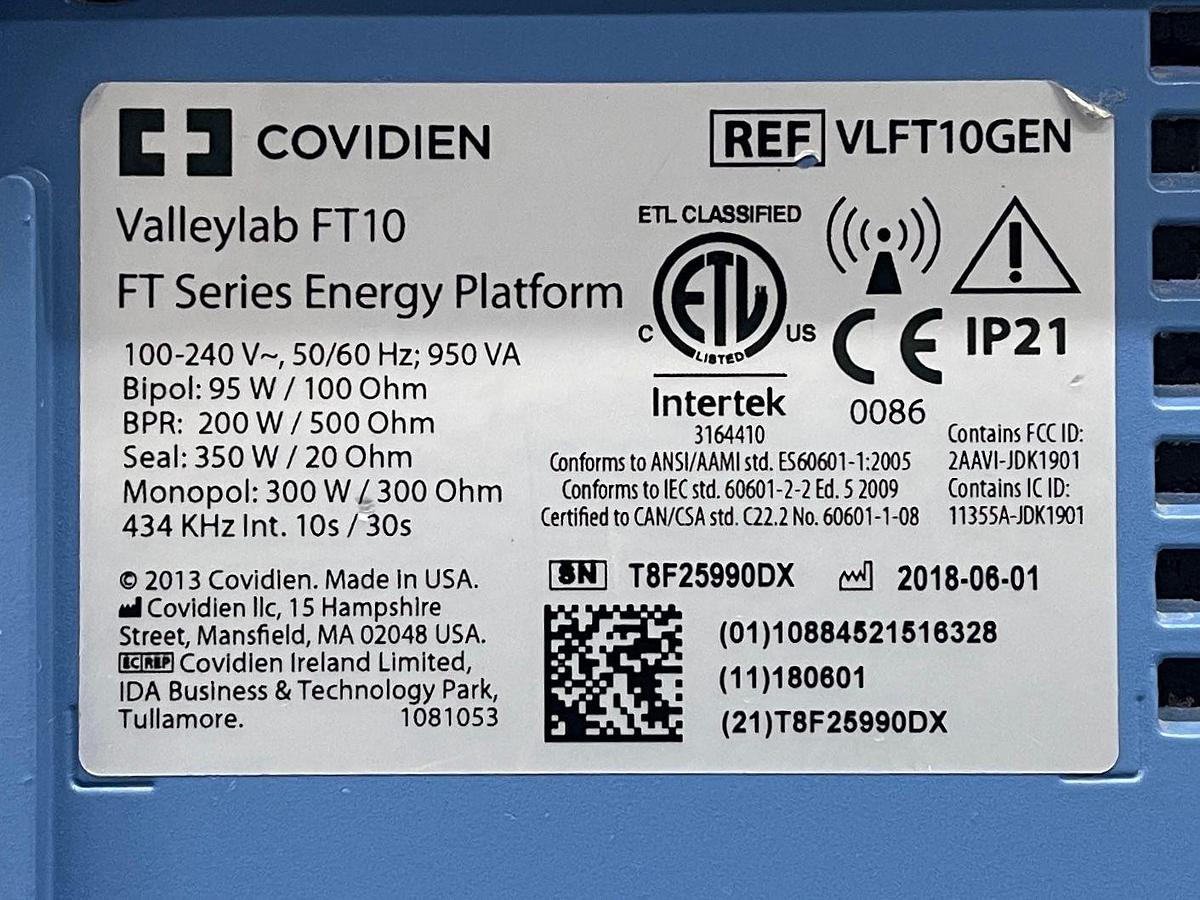 COVIDIEN
REF VLFT10GEN
Valleylab FT10
FT Series Energy Platform
100-240 V~, 50/60 Hz; 950 VA
Bipol: 95 W / 100 Ohm
BPR: 200 W / 500 Ohm
Seal: 350 W / 20 Ohm
Monopol: 300 W / 300 Ohm
434 KHz Int. 10s / 30s
ETL CLASSIFIED
ETL
C US
LISTED
Intertek
3164410
CE IP21
0086
Conforms to ANSI/AAMI std. ES60601-1:2005
Conforms to IEC std. 60601-2-2 Ed. 5 2009
Certified to CAN/CSA std. C22.2 No. 60601-1-08
Contains FCC ID:
2AAVI-JDK1901
Contains IC ID:
11355A-JDK1901
© 2013 Covidien. Made in USA.
Covidien llc, 15 Hampshire
Street, Mansfield, MA 02048 USA.
EC REP Covidien Ireland Limited,
IDA Business & Technology Park,
Tullamore. 1081053
SN T8F25990DX 2018-06-01
(01)10884521516328
(11)180601
(21)T8F25990DX